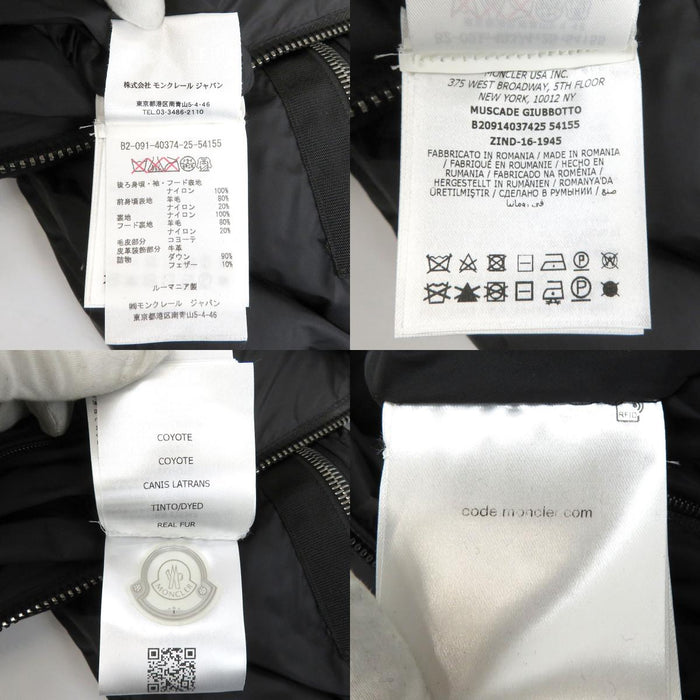 株式会社 モンクレール ジャパン
東京都港区南青山5-4-46
TEL.03-3486-2110
B2-091-40374-25-54155
後ろ身頃・袖・フード表地
ナイロン 100%
前身頃表地 羊毛 80%
ナイロン 20%
裏地 ナイロン 100%
フード裏地 羊毛 80%
ナイロン 20%
毛皮部分 コヨーテ
皮革装飾部分 牛革
詰物 ダウン 90%
フェザー 10%
ルーマニア製
㈱モンクレール ジャパン
東京都港区南青山5-4-46
MONCLER USA INC.
375 WEST BROADWAY, 5TH FLOOR
NEW YORK, 10012 NY
MUSCADE GIUBBOTTO
B20914037425 54155
ZIND-16-1945
FABBRICATO IN ROMANIA / MADE IN ROMANIA
/ FABRIQUÉ EN ROUMANIE / HECHO EN
RUMANÍA / FABRICADO NA ROMÉNIA /
HERGESTELLT IN RUMÄNIEN / ROMANYA'DA
ÜRETILMIŞTIR / СДЕЛАНО В РУМЫНИИ /
COYOTE
COYOTE
CANIS LATRANS
TINTO/DYED
REAL FUR
MONCLER
RFID
code.moncler.com